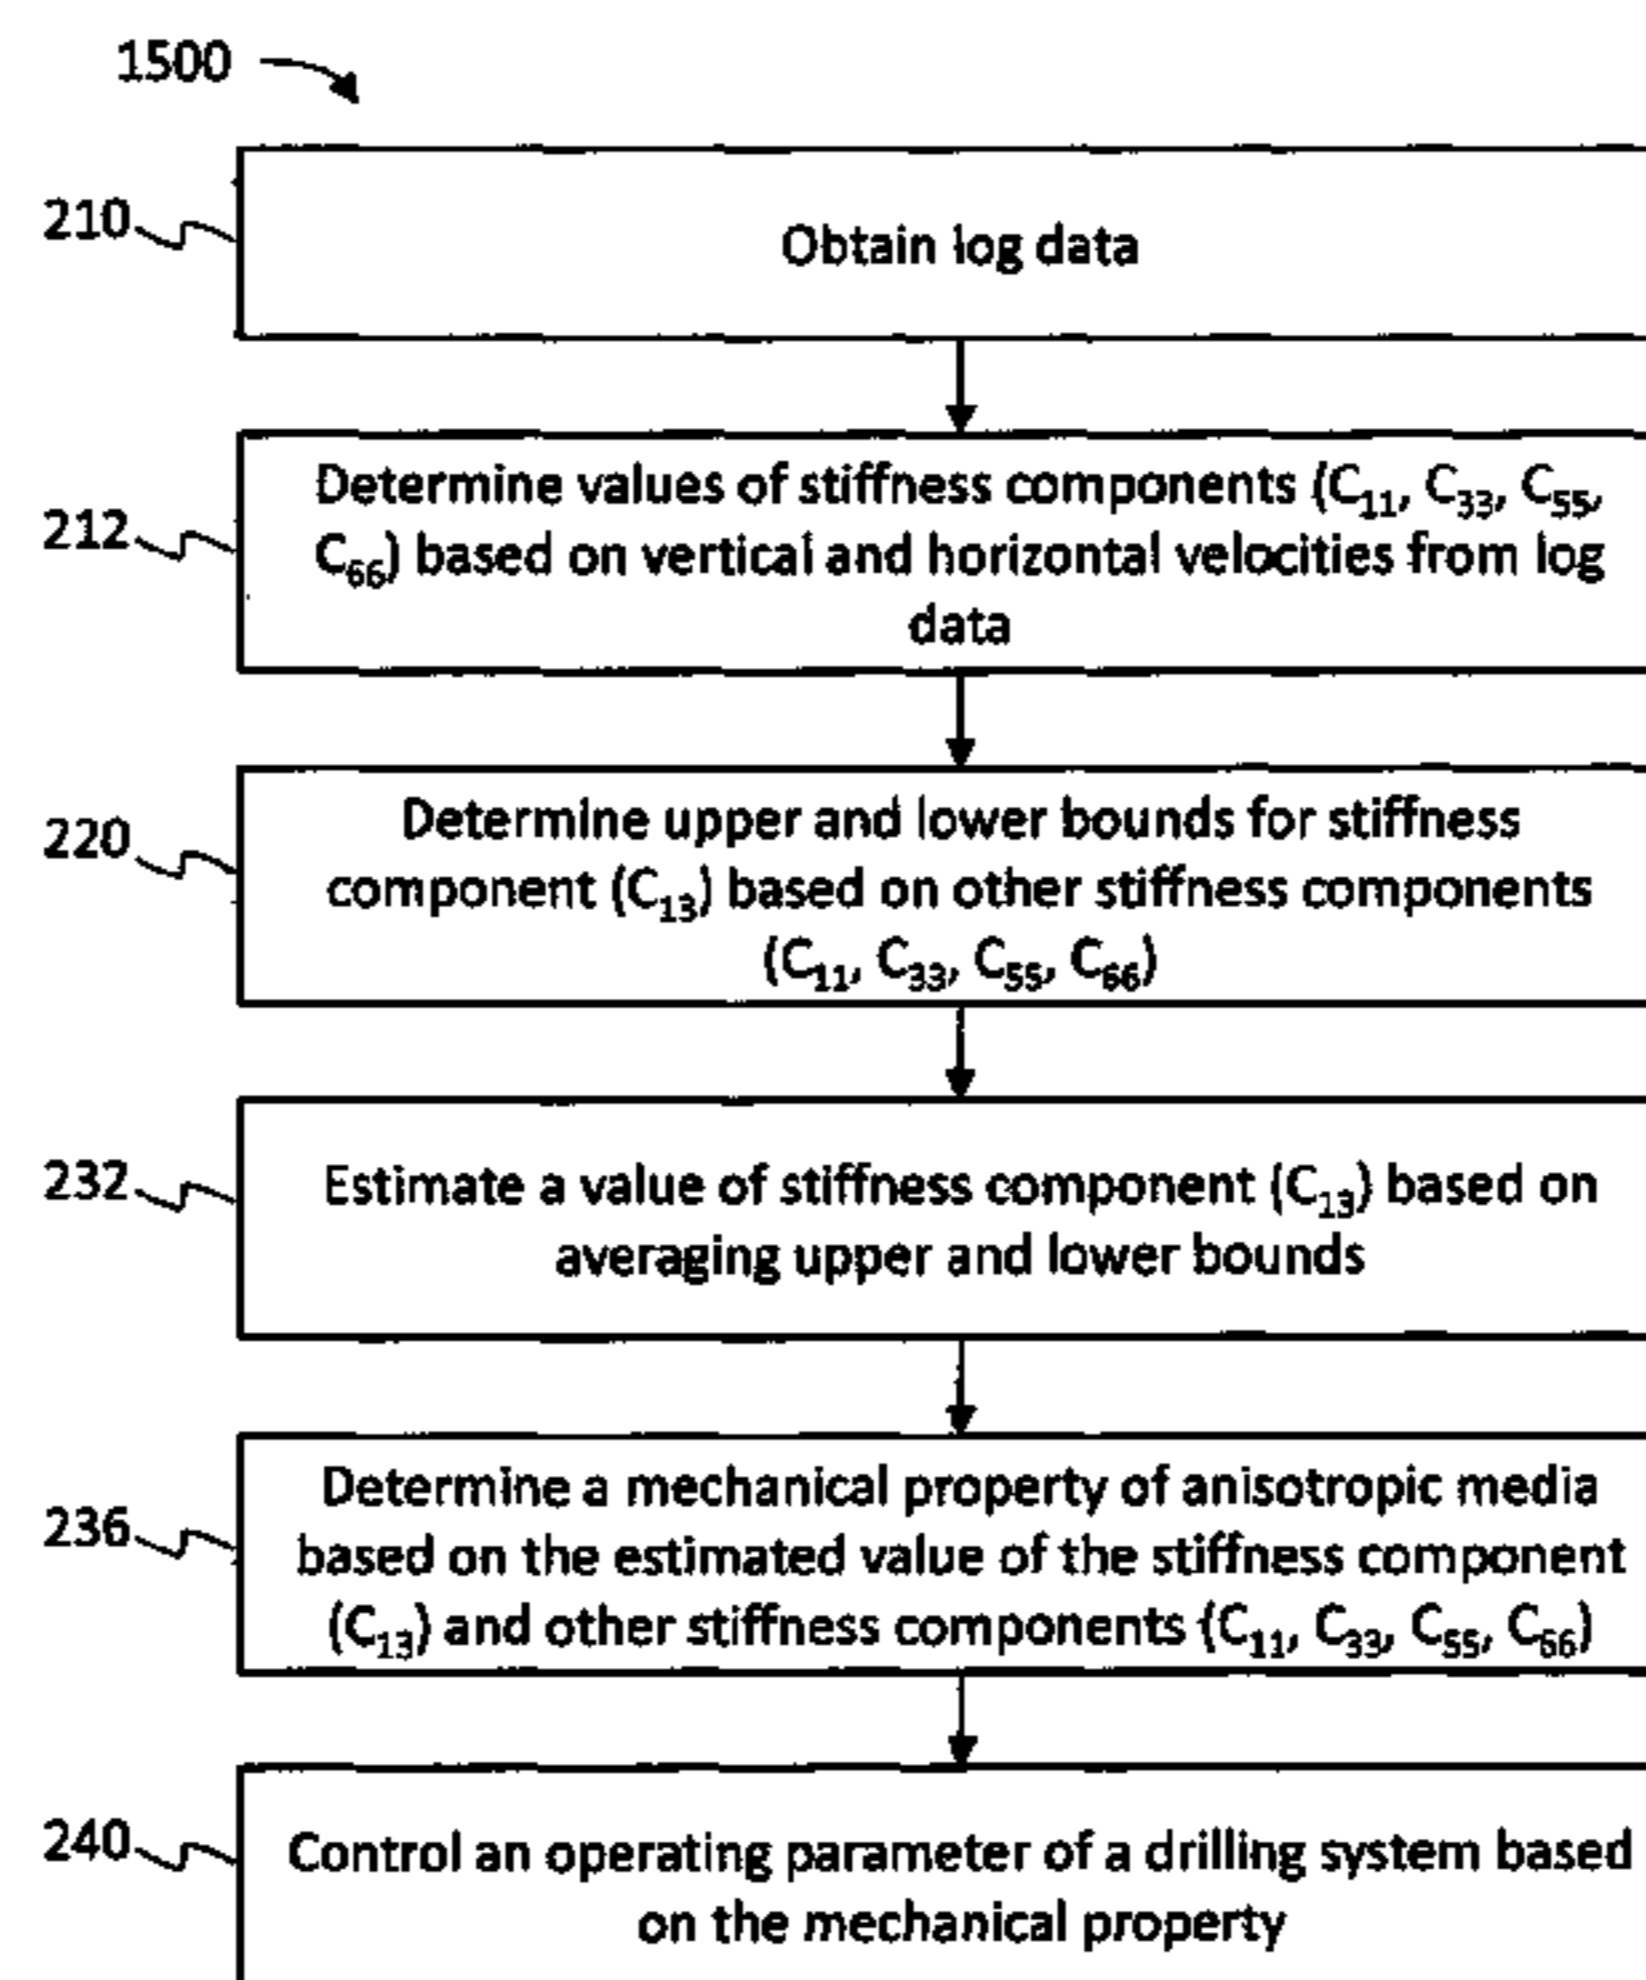 1500
210
Obtain log data
212
Determine values of stiffness components (C₁₁, C₃₃, C₅₅,
C₆₆) based on vertical and horizontal velocities from log
data
220
Determine upper and lower bounds for stiffness
component (C₁₃) based on other stiffness components
(C₁₁, C₃₃, C₅₅, C₆₆)
232
Estimate a value of stiffness component (C₁₃) based on
averaging upper and lower bounds
236
Determine a mechanical property of anisotropic media
based on the estimated value of the stiffness component
(C₁₃) and other stiffness components (C₁₁, C₃₃, C₅₅, C₆₆)
240
Control an operating parameter of a drilling system based
on the mechanical property